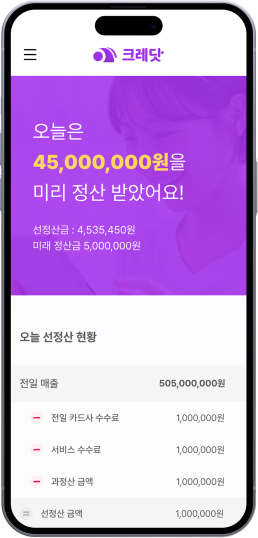 크레닷
오늘은
45,000,000원을
미리 정산 받았어요!
선정산금 : 4,535,450원
미래 정산금 5,000,000원
오늘 선정산 현황
전일 매출 505,000,000원
전일 카드사 수수료 1,000,000원
서비스 수수료 1,000,000원
과정산 금액 1,000,000원
선정산 금액 1,000,000원